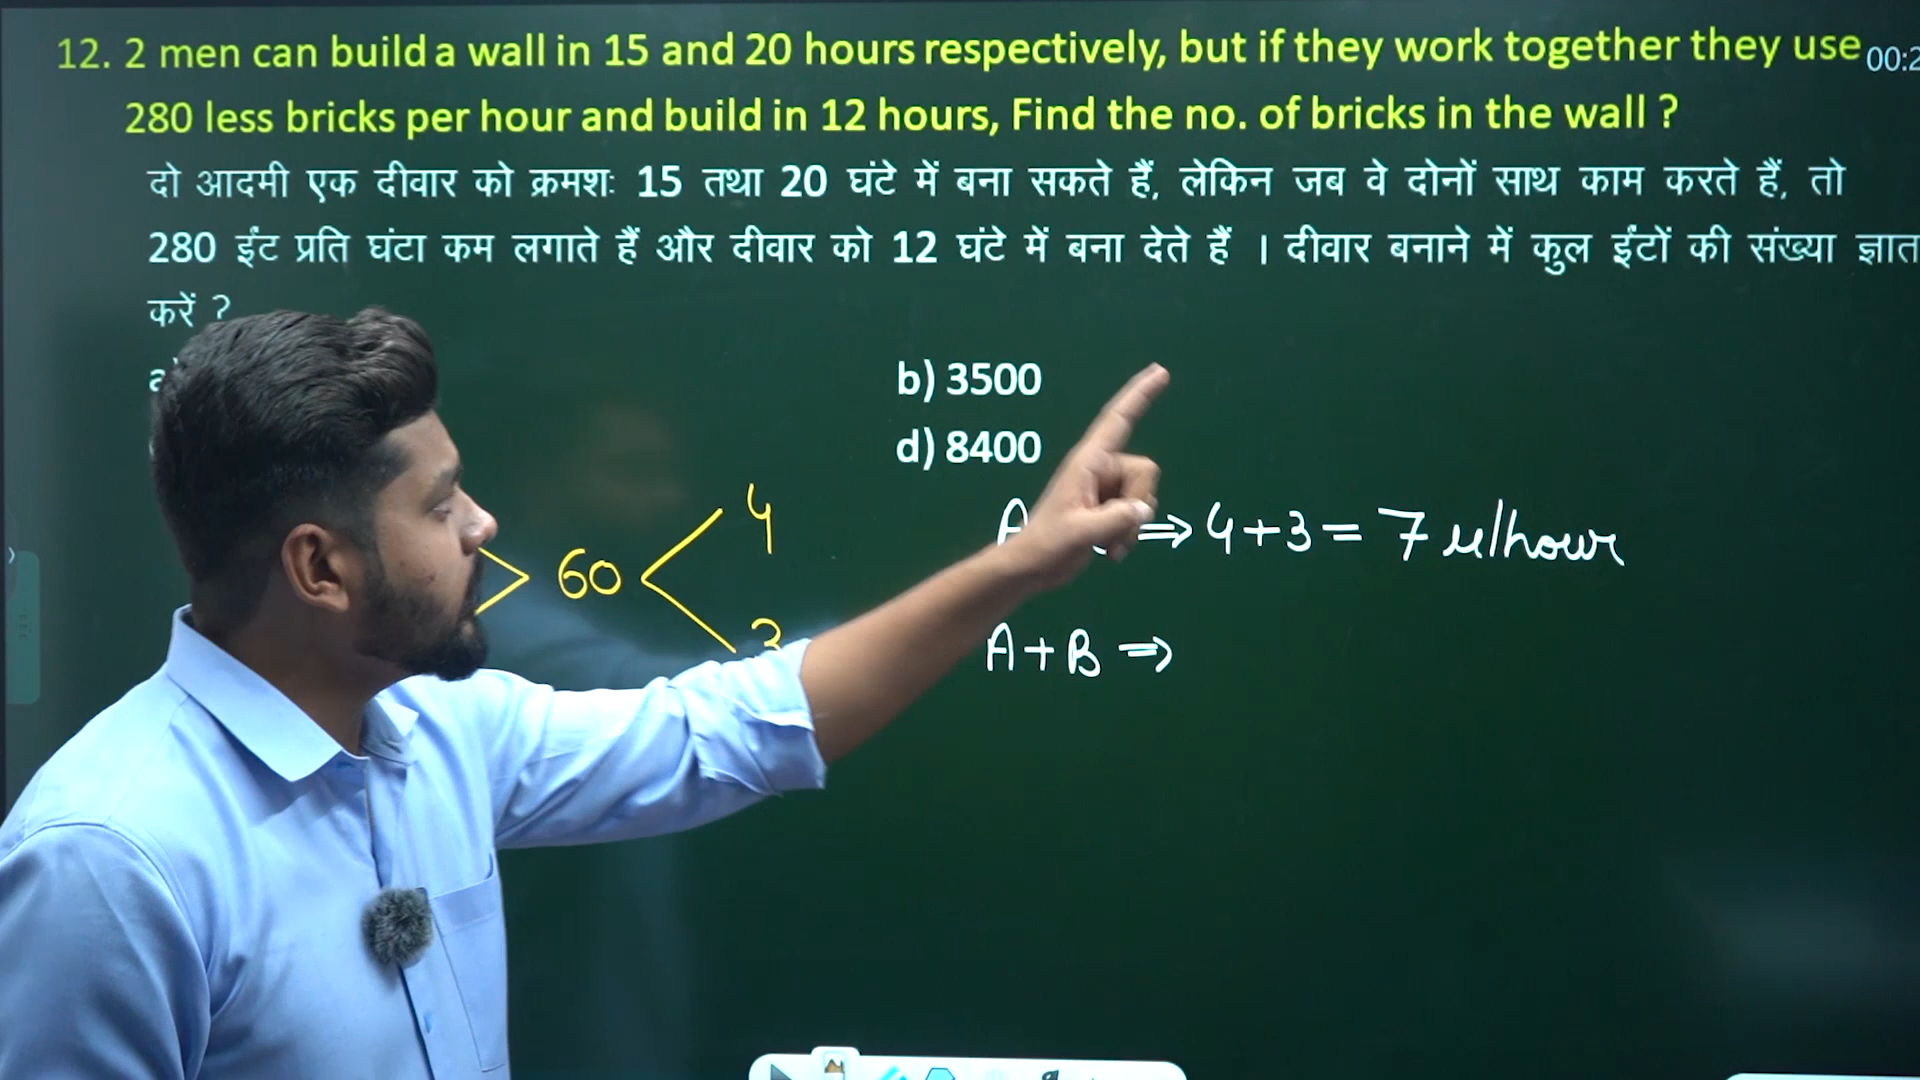 12. 2 men can build a wall in 15 and 20 hours respectively, but if they work together they use
00:2
280 less bricks per hour and build in 12 hours, Find the no. of bricks in the wall ?
दो आदमी एक दीवार को क्रमशः 15 तथा 20 घंटे में बना सकते हैं, लेकिन जब वे दोनों साथ काम करते हैं, तो
280 ईंट प्रति घंटा कम लगाते हैं और दीवार को 12 घंटे में बना देते हैं । दीवार बनाने में कुल ईंटों की संख्या ज्ञात
करें ?
b) 3500
d) 8400
4
A ⇒ 4+3 = 7 u/hour
60
3
A+B ⇒